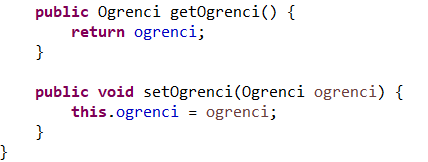 public Ogrenci getOgrenci() {
return ogrenci;
}
public void setOgrenci(Ogrenci ogrenci) {
this.ogrenci = ogrenci;
}
}